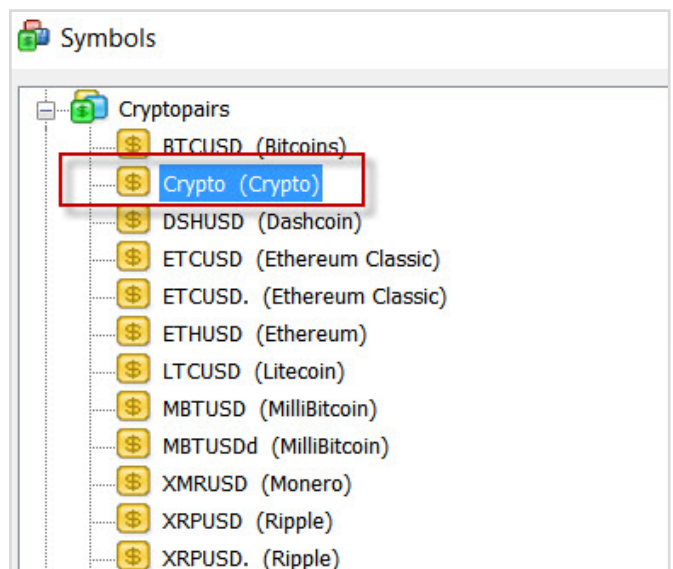 Symbols
Cryptopairs
BTCUSD (Bitcoins)
Crypto (Crypto)
DSHUSD (Dashcoin)
ETCUSD (Ethereum Classic)
ETCUSD. (Ethereum Classic)
ETHUSD (Ethereum)
LTCUSD (Litecoin)
MBTUSD (MilliBitcoin)
MBTUSDd (MilliBitcoin)
XMRUSD (Monero)
XRPUSD (Ripple)
XRPUSD. (Ripple)